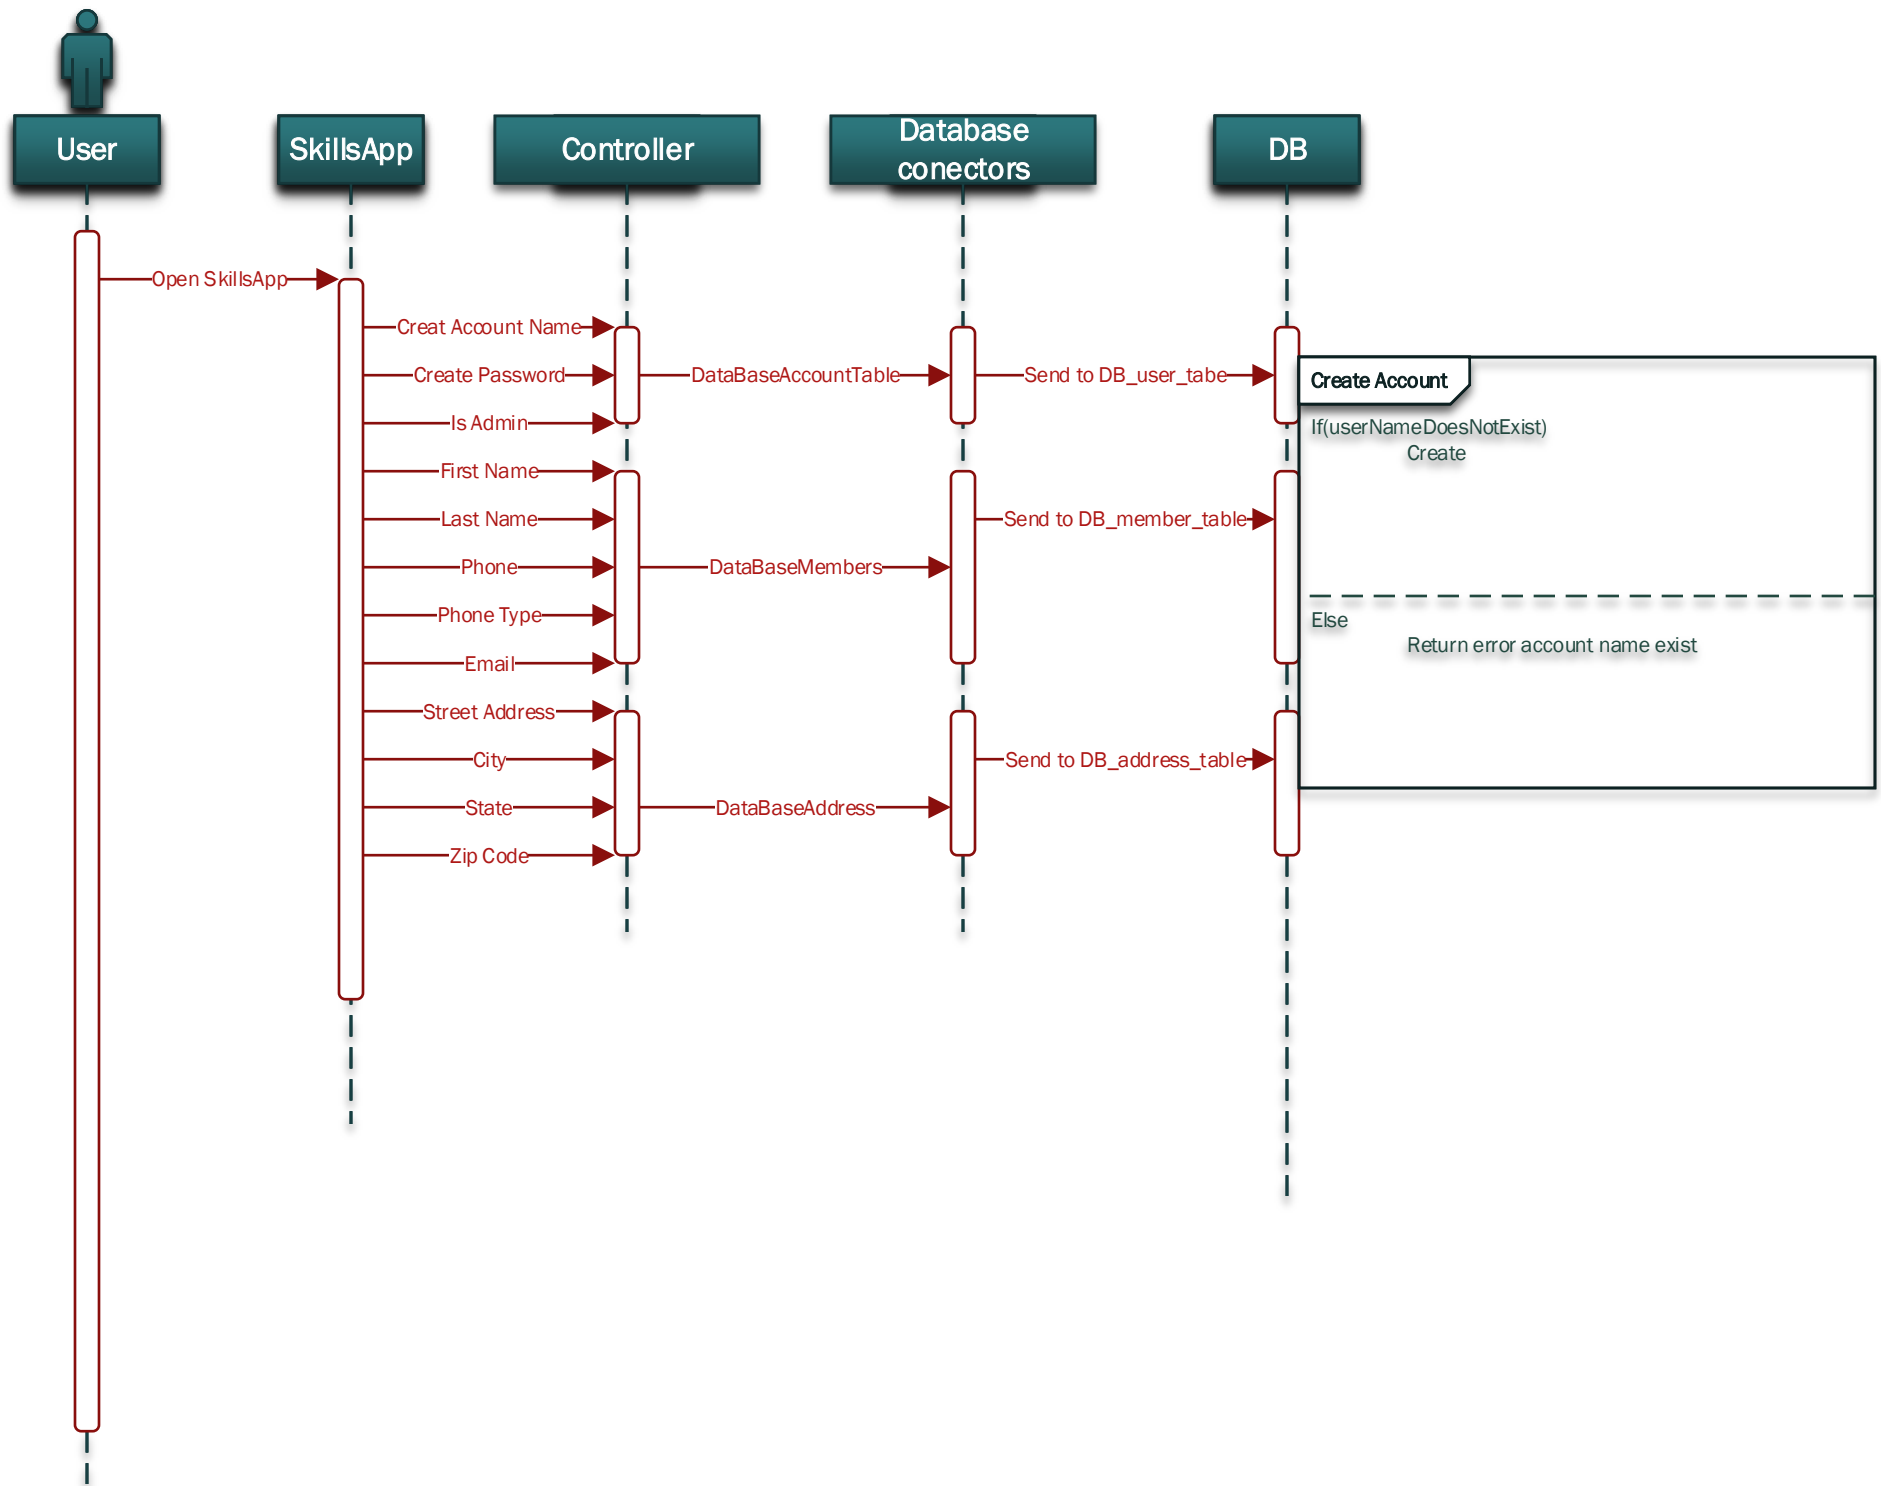 User
SkillsApp
Controller
Database
conectors
DB
Open SkillsApp
Creat Account Name
Create Password
DataBaseAccountTable
Send to DB_user_tabe
Create Account
Is Admin
If(userNameDoesNotExist)
Create
First Name
Last Name
Send to DB_member_table
Phone
DataBaseMembers
Phone Type
Else
Return error account name exist
Email
Street Address
City
Send to DB_address_table
State
DataBaseAddress
Zip Code